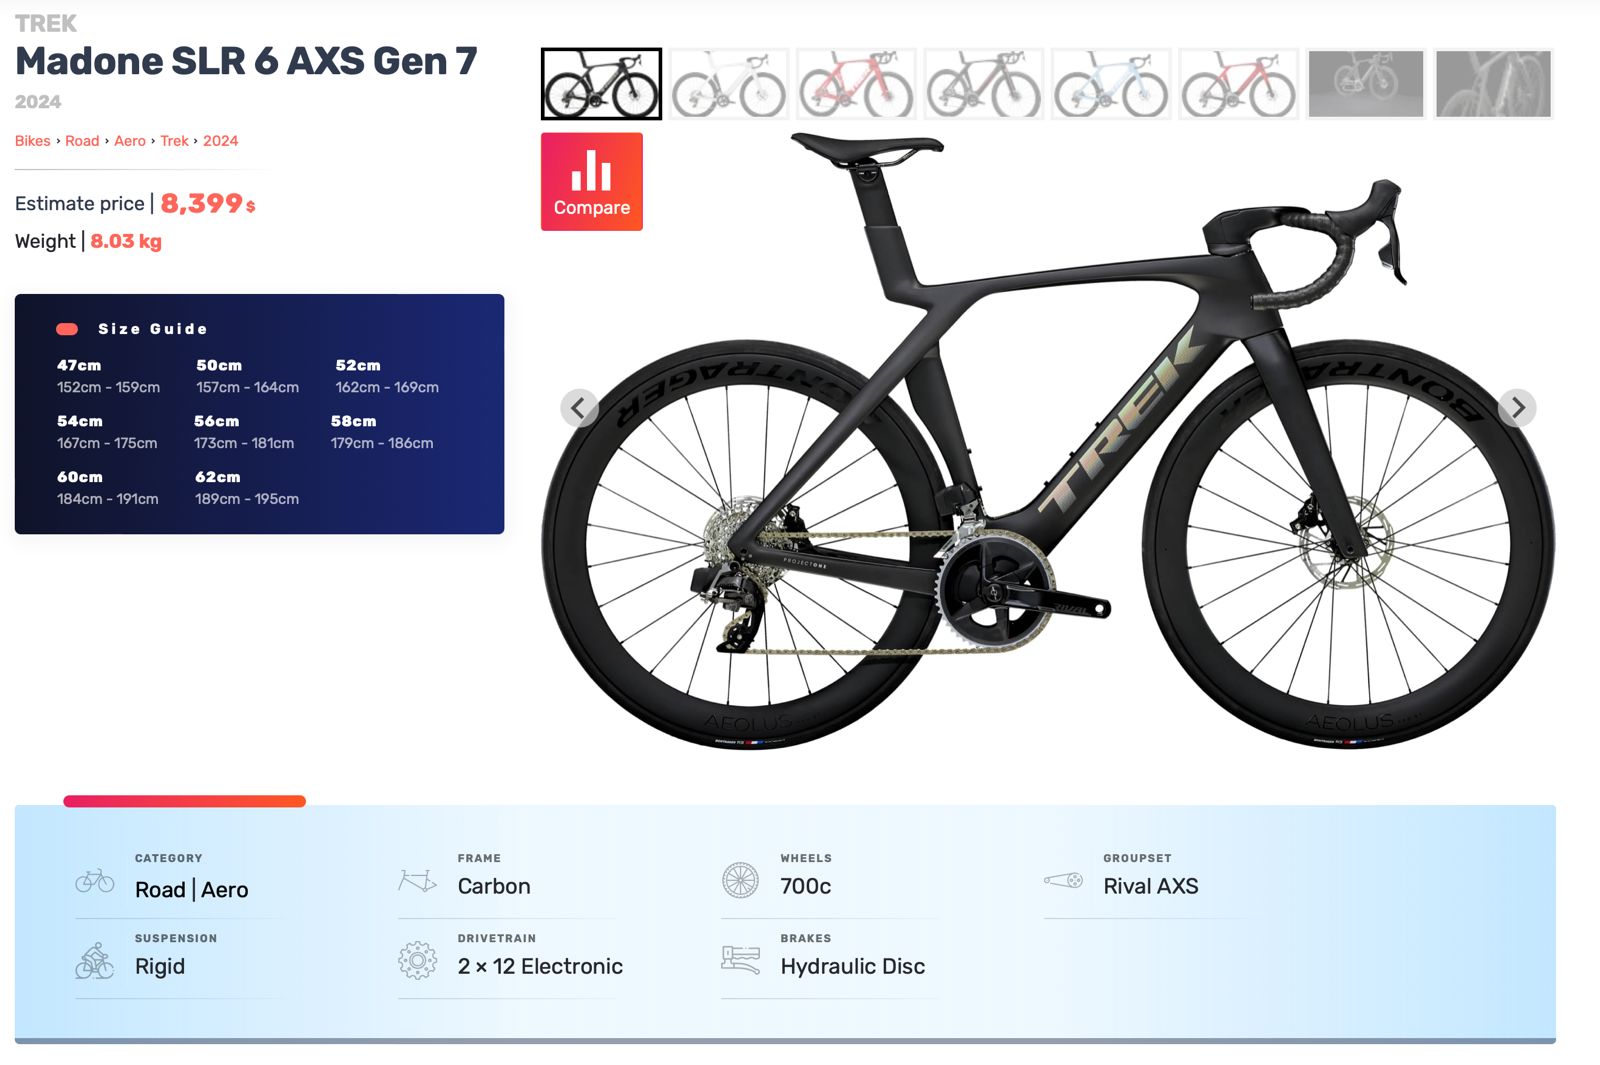 TREK
Madone SLR 6 AXS Gen 7
2024
Bikes › Road › Aero › Trek › 2024
Estimate price | 8,399 $
Weight | 8.03 kg
Compare
Size Guide
47cm 50cm 52cm
152cm - 159cm 157cm - 164cm 162cm - 169cm
54cm 56cm 58cm
167cm - 175cm 173cm - 181cm 179cm - 186cm
60cm 62cm
184cm - 191cm 189cm - 195cm
BONTRAGER
TREK
BONTRAGER
PROJECTONE
RIVAL
AEOLUS
AEOLUS
CATEGORY FRAME WHEELS GROUPSET
Road | Aero Carbon 700c Rival AXS
SUSPENSION DRIVETRAIN BRAKES
Rigid 2 × 12 Electronic Hydraulic Disc